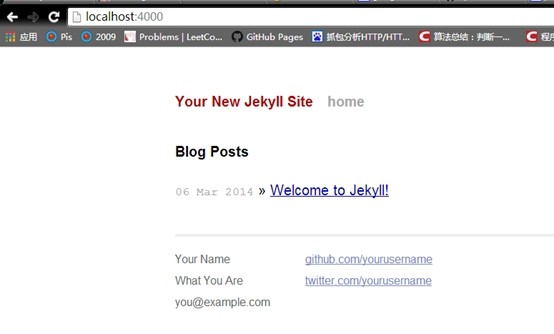 localhost:4000
应用 Pis 2009 Problems | LeetCo... GitHub Pages 抓包分析HTTP/HTT... 算法总结：判断一... 程序
Your New Jekyll Site home
Blog Posts
06 Mar 2014 » Welcome to Jekyll!
Your Name github.com/yourusername
What You Are twitter.com/yourusername
you@example.com